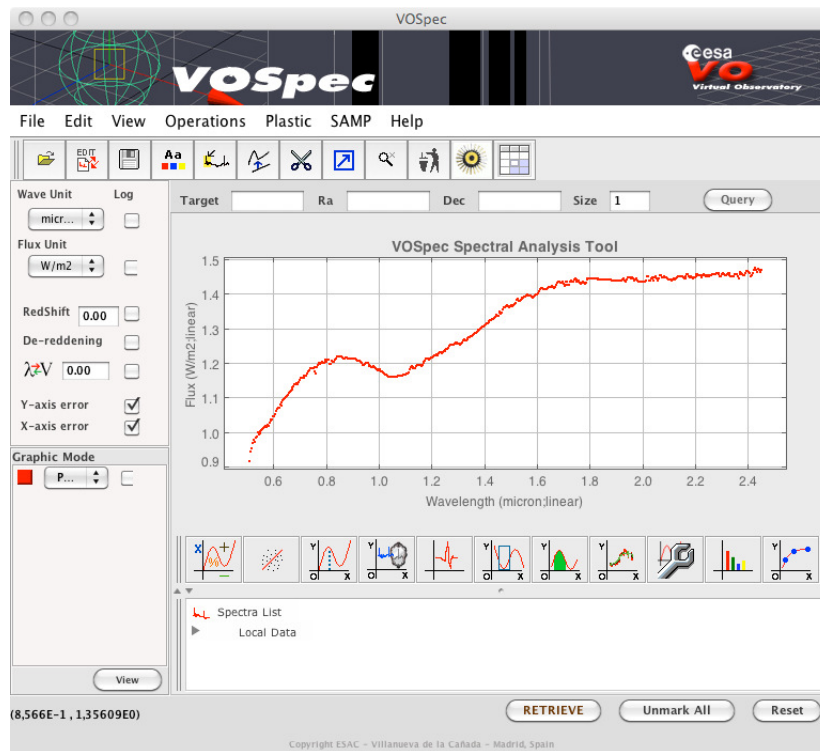 VOSpec
VOSpec
esa
VO
Virtual Observatory
File Edit View Operations Plastic SAMP Help
EDIT
Aa
Wave Unit Log
micr...
Flux Unit
W/m2
RedShift 0.00
De-reddening
λ⇄V 0.00
Y-axis error
X-axis error
Graphic Mode
P...
View
Target Ra Dec Size 1 Query
VOSpec Spectral Analysis Tool
Flux (W/m2;linear)
1.5
1.4
1.3
1.2
1.1
1.0
0.9
0.6 0.8 1.0 1.2 1.4 1.6 1.8 2.0 2.2 2.4
Wavelength (micron;linear)
X % + −
Y O X
Y O X
Y O X
Y O X
Y O X
Y O X
Spectra List
Local Data
(8,566E-1 , 1,35609E0)
RETRIEVE Unmark All Reset
Copyright ESAC - Villanueva de la Cañada - Madrid, Spain